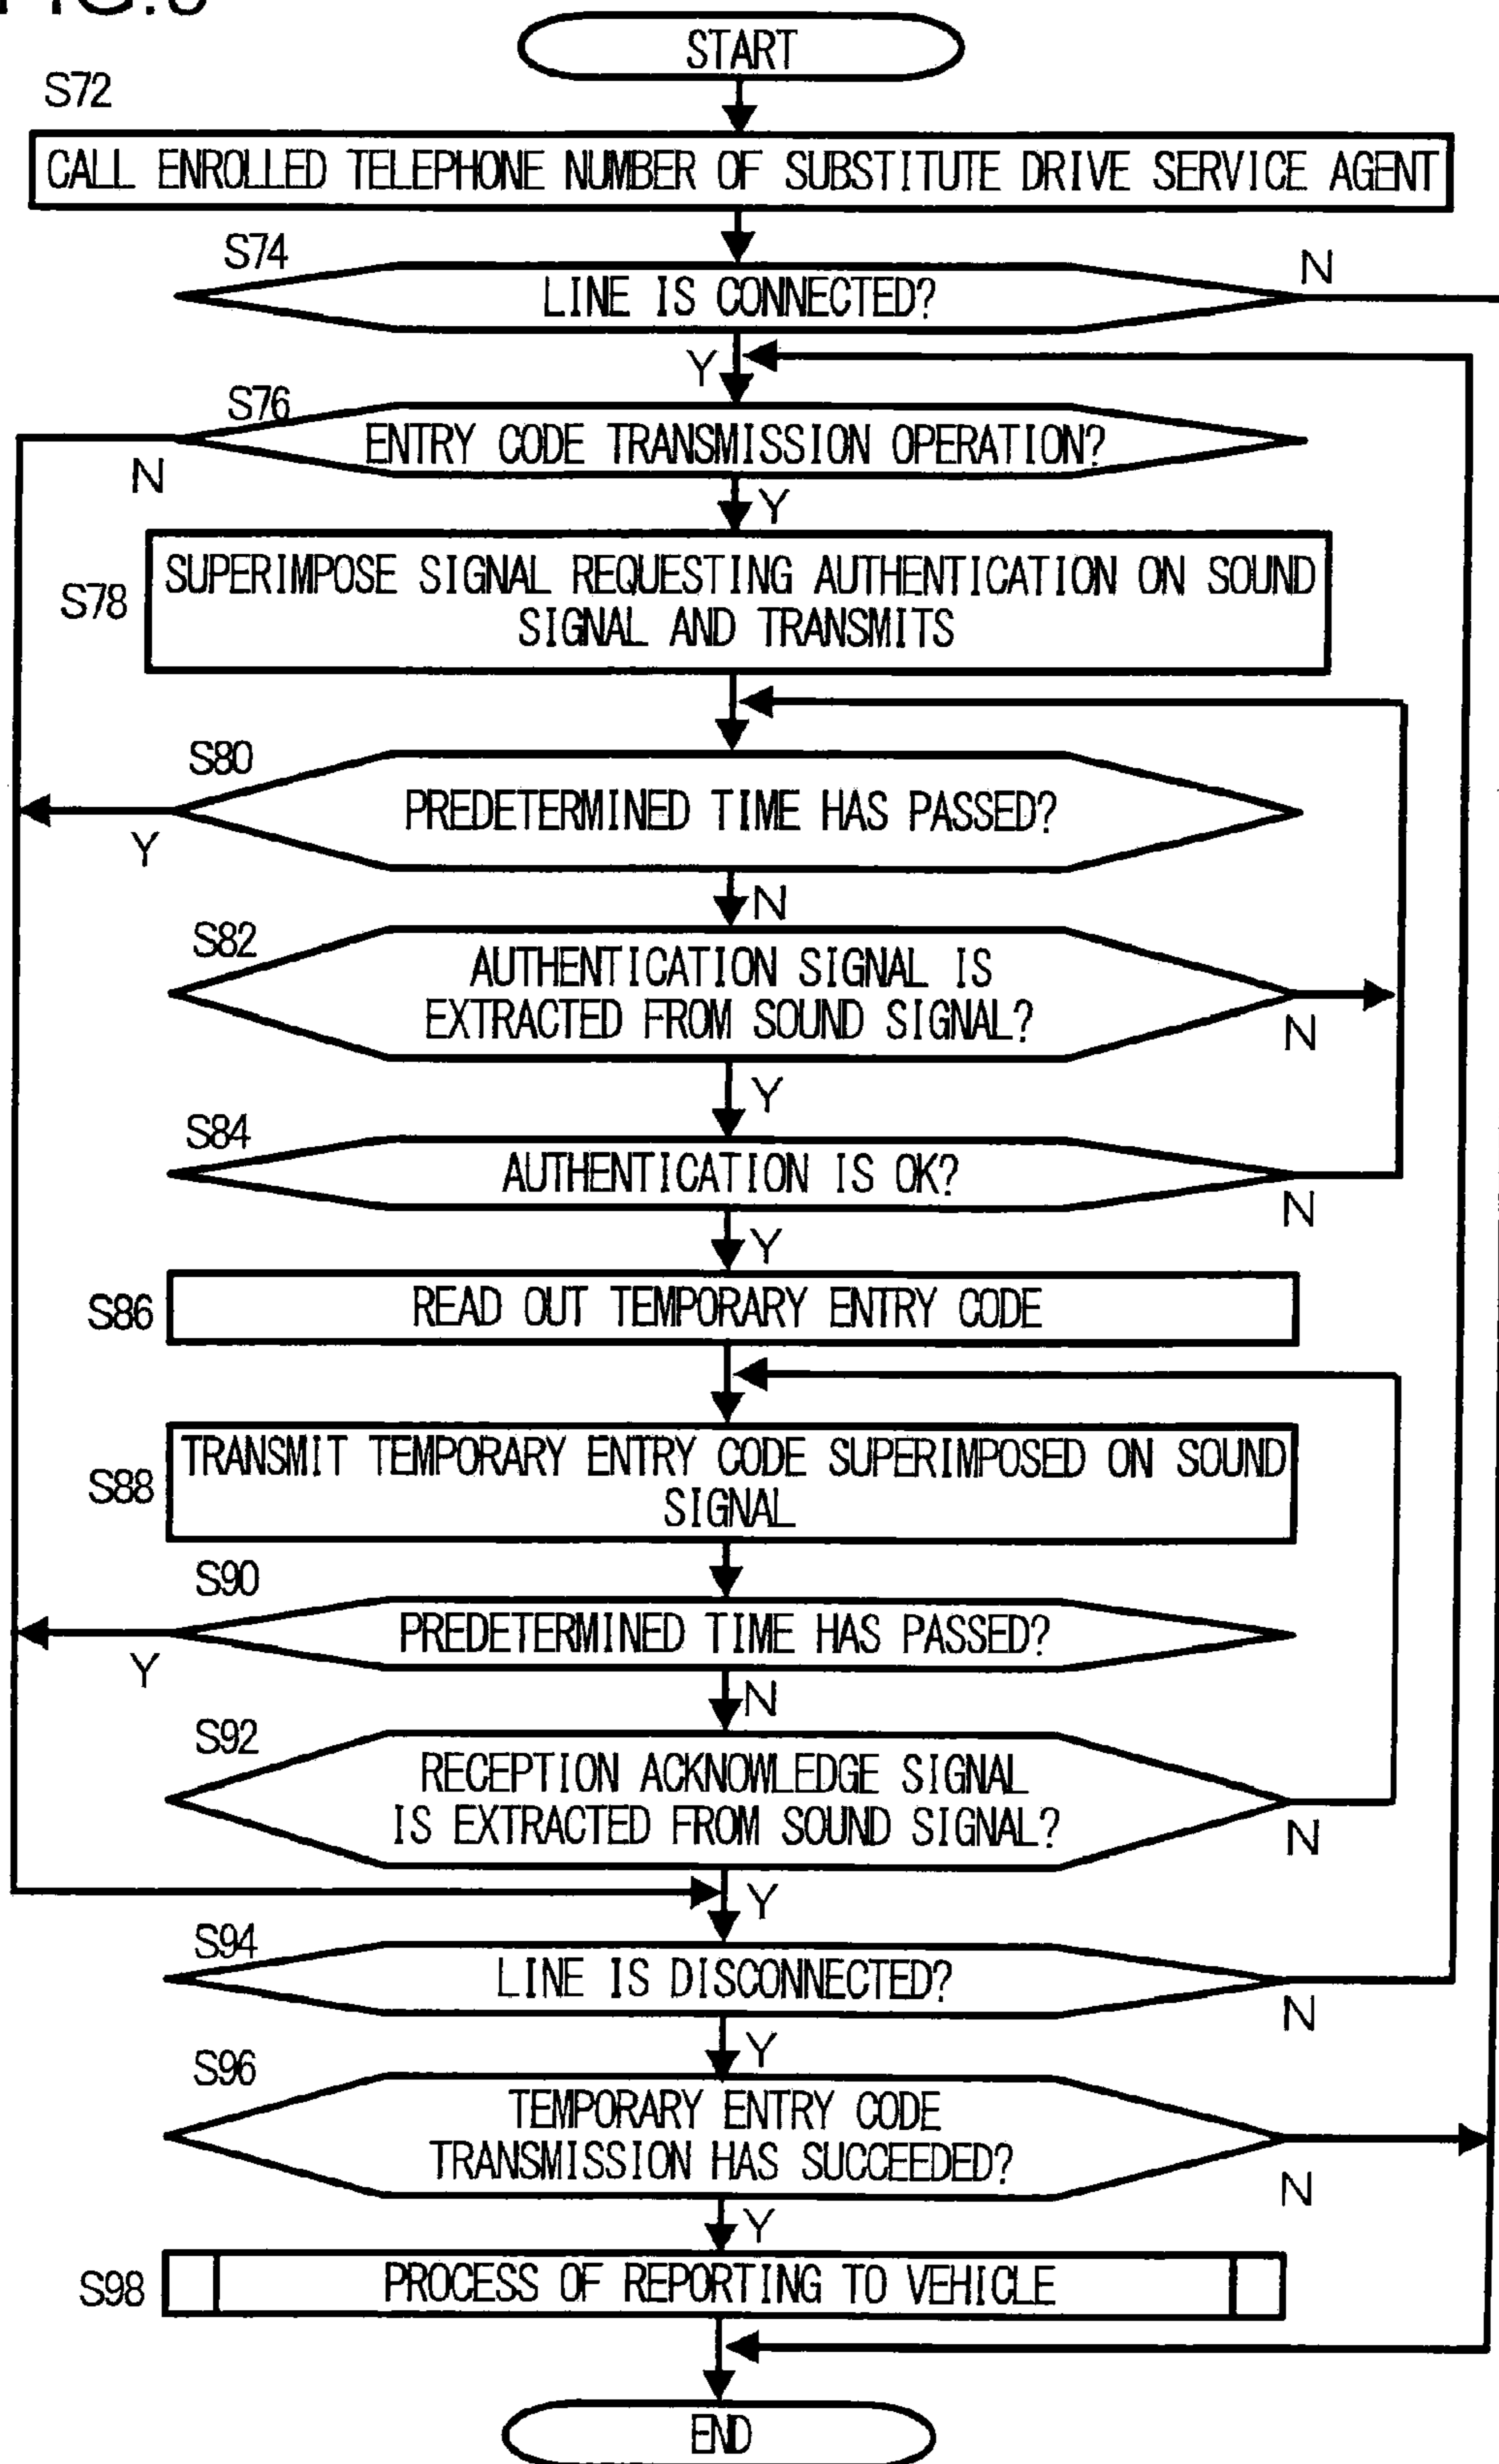 START
S72
CALL ENROLLED TELEPHONE NUMBER OF SUBSTITUTE DRIVE SERVICE AGENT
S74
LINE IS CONNECTED?
N
Y
S76
ENTRY CODE TRANSMISSION OPERATION?
N
Y
S78
SUPERIMPOSE SIGNAL REQUESTING AUTHENTICATION ON SOUND
SIGNAL AND TRANSMITS
S80
PREDETERMINED TIME HAS PASSED?
Y
N
S82
AUTHENTICATION SIGNAL IS
EXTRACTED FROM SOUND SIGNAL?
N
Y
S84
AUTHENTICATION IS OK?
N
Y
S86
READ OUT TEMPORARY ENTRY CODE
S88
TRANSMIT TEMPORARY ENTRY CODE SUPERIMPOSED ON SOUND
SIGNAL
S90
PREDETERMINED TIME HAS PASSED?
Y
N
S92
RECEPTION ACKNOWLEDGE SIGNAL
IS EXTRACTED FROM SOUND SIGNAL?
N
Y
S94
LINE IS DISCONNECTED?
N
Y
S96
TEMPORARY ENTRY CODE
TRANSMISSION HAS SUCCEEDED?
N
Y
S98
PROCESS OF REPORTING TO VEHICLE
END